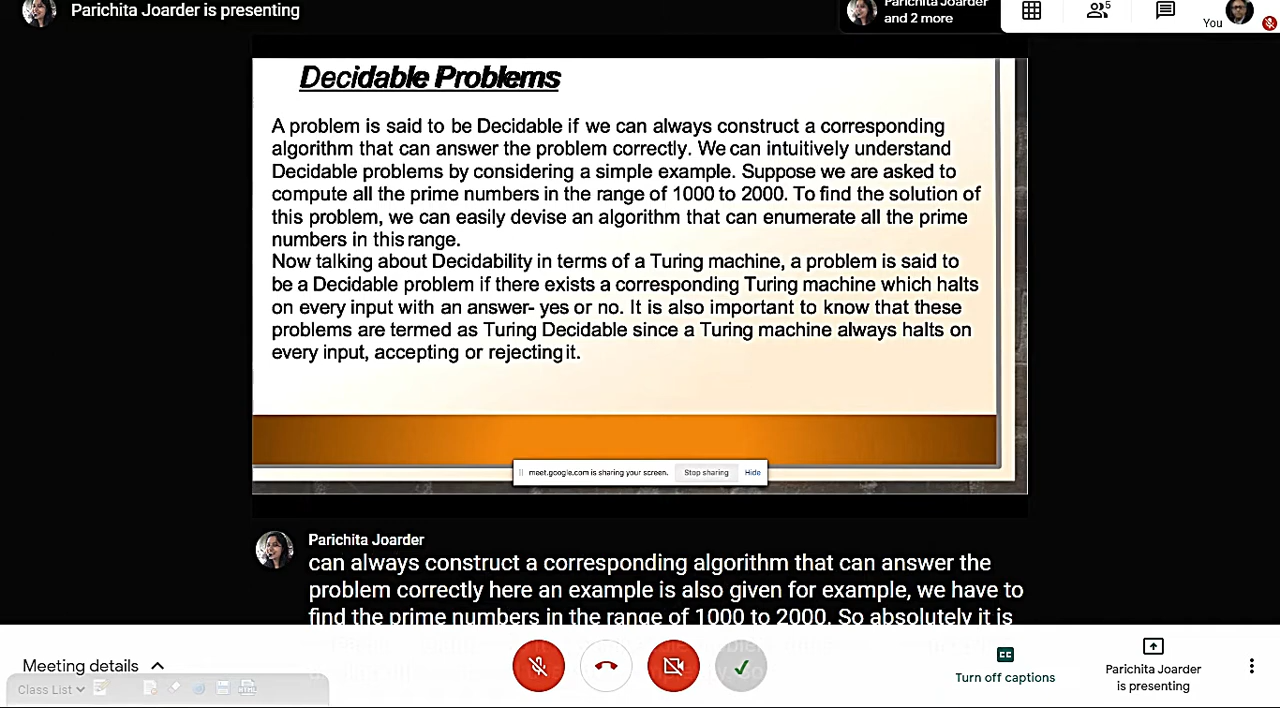 Parichita Joarder is presenting
Parichita Joarder
and 2 more
5
You
Decidable Problems
A problem is said to be Decidable if we can always construct a corresponding
algorithm that can answer the problem correctly. We can intuitively understand
Decidable problems by considering a simple example. Suppose we are asked to
compute all the prime numbers in the range of 1000 to 2000. To find the solution of
this problem, we can easily devise an algorithm that can enumerate all the prime
numbers in this range.
Now talking about Decidability in terms of a Turing machine, a problem is said to
be a Decidable problem if there exists a corresponding Turing machine which halts
on every input with an answer- yes or no. It is also important to know that these
problems are termed as Turing Decidable since a Turing machine always halts on
every input, accepting or rejecting it.
meet.google.com is sharing your screen. Stop sharing Hide
Parichita Joarder
can always construct a corresponding algorithm that can answer the
problem correctly here an example is also given for example, we have to
find the prime numbers in the range of 1000 to 2000. So absolutely it is
Meeting details
Class List
CC
Turn off captions
Parichita Joarder
is presenting